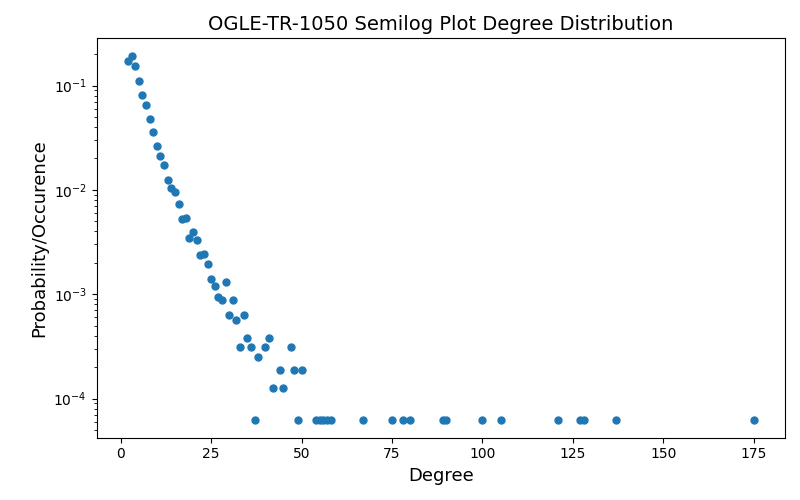 OGLE-TR-1050 Semilog Plot Degree Distribution
Probability/Occurence
10⁻¹
10⁻²
10⁻³
10⁻⁴
0 25 50 75 100 125 150 175
Degree